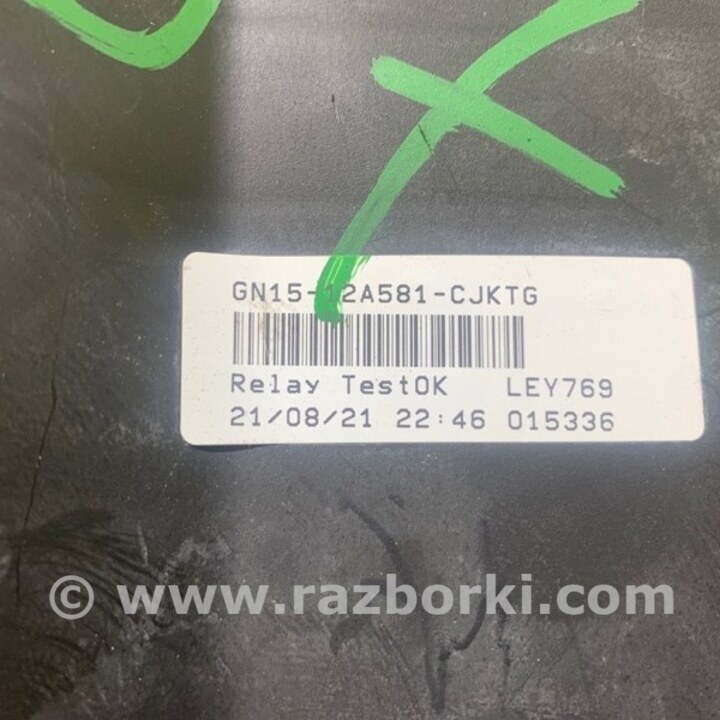 GN15-12A581-CJKTG
Relay TestOK LEY769
21/08/21 22:46 015336
© www.razborki.com